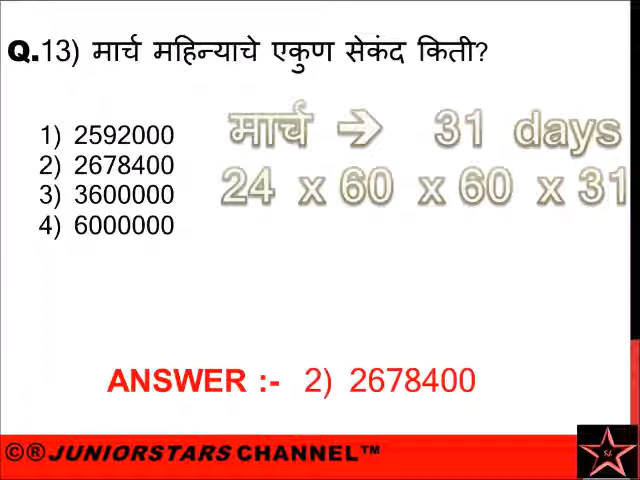 Q.13) मार्च महिन्याचे एकुण सेकंद किती?
1) 2592000
2) 2678400
3) 3600000
4) 6000000
मार्च → 31 days
24 x 60 x 60 x 31
ANSWER :- 2) 2678400
©® JUNIORSTARS CHANNEL™